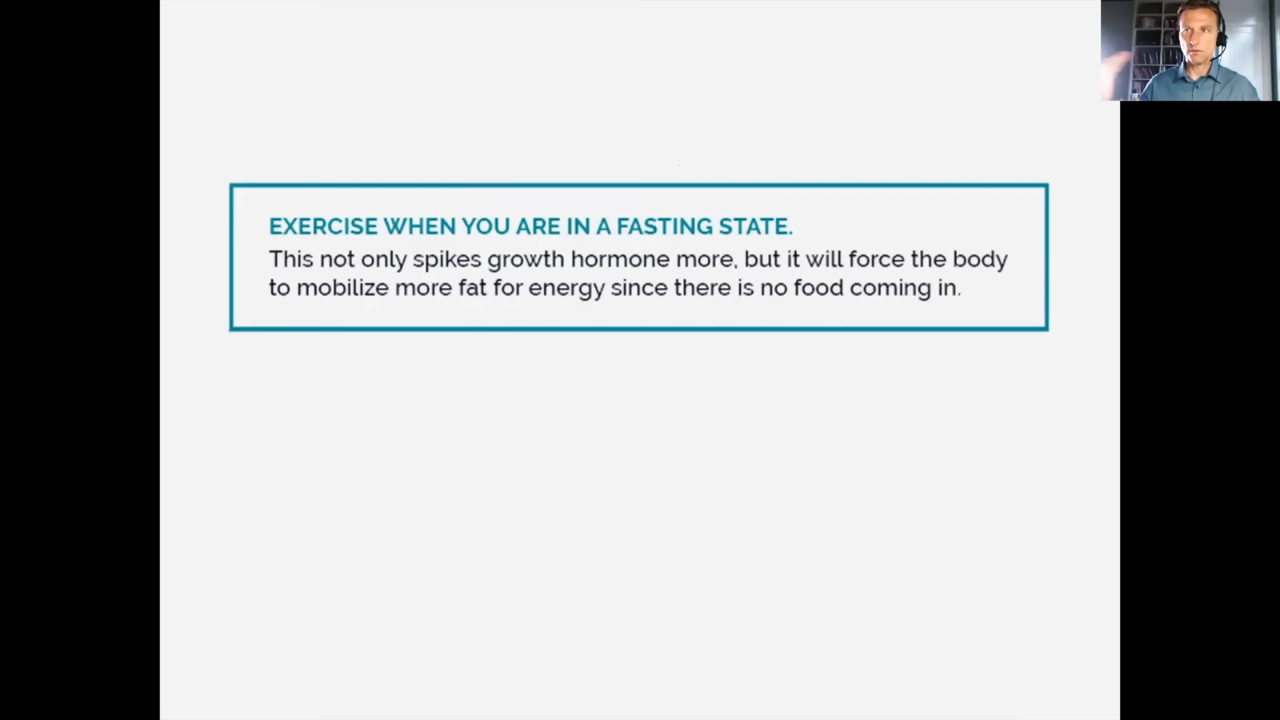 EXERCISE WHEN YOU ARE IN A FASTING STATE.
This not only spikes growth hormone more, but it will force the body
to mobilize more fat for energy since there is no food coming in.